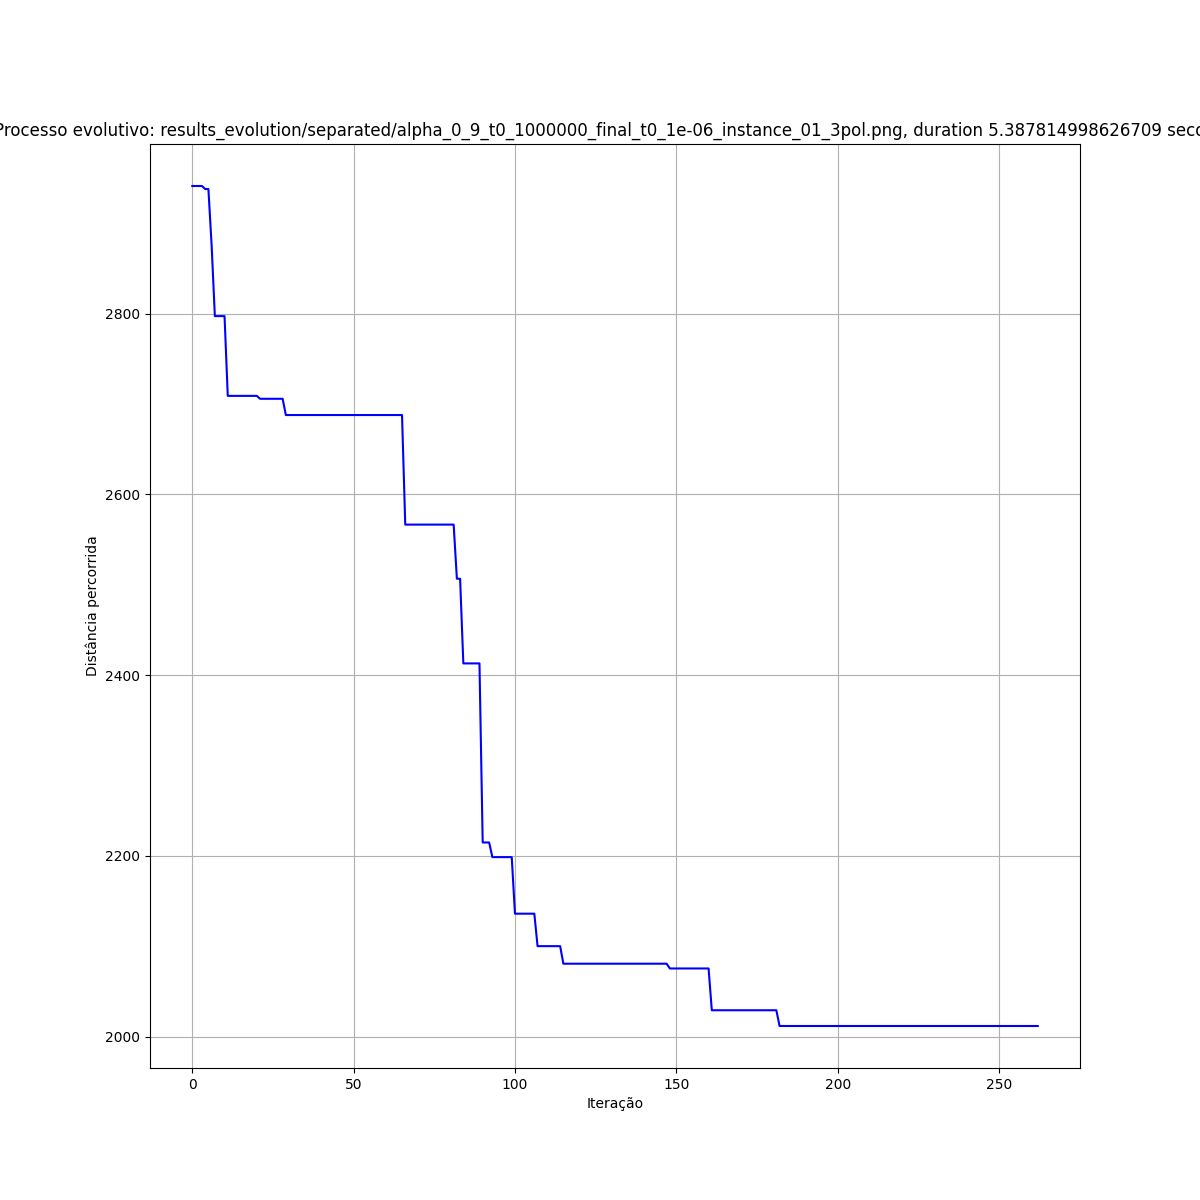 Processo evolutivo: results_evolution/separated/alpha_0_9_t0_1000000_final_t0_1e-06_instance_01_3pol.png, duration 5.387814998626709
2800
2600
2400
2200
2000
Distância percorrida
0 50 100 150 200 250
Iteração